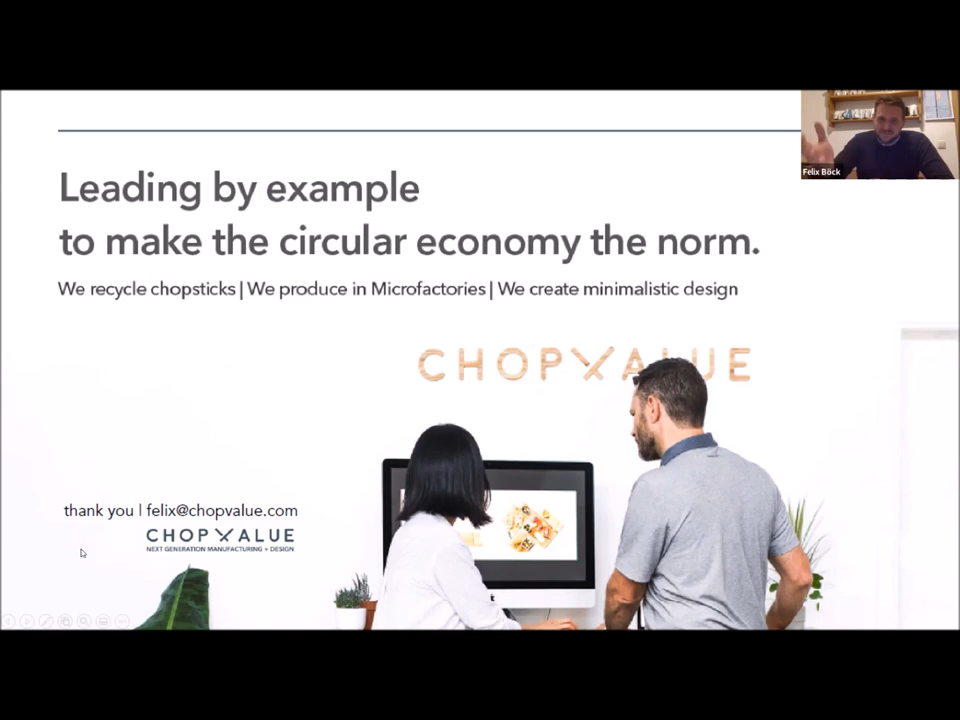 Leading by example
to make the circular economy the norm.
We recycle chopsticks | We produce in Microfactories | We create minimalistic design
Felix Böck
CHOPVALUE
thank you | felix@chopvalue.com
CHOPVALUE
NEXT GENERATION MANUFACTURING + DESIGN